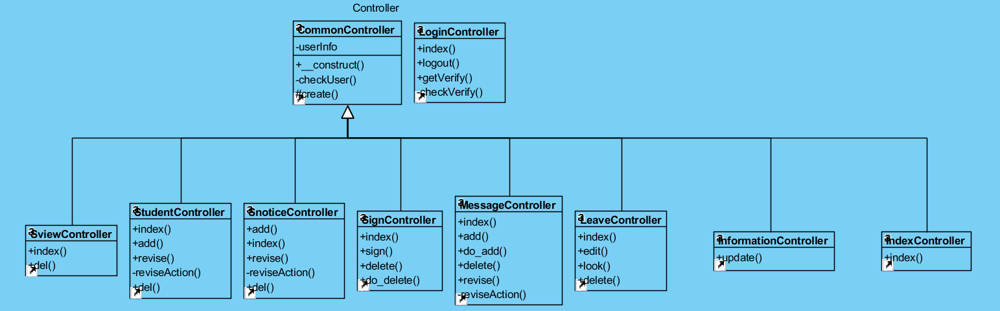 Controller
CommonController
-userInfo
+__construct()
-checkUser()
#create()
LoginController
+index()
+logout()
+getVerify()
-checkVerify()
SviewController
+index()
+del()
StudentController
+index()
+add()
+revise()
-reviseAction()
+del()
SnoticeController
+add()
+index()
+revise()
-reviseAction()
+del()
SignController
+index()
+sign()
+delete()
+do_delete()
MessageController
+index()
+add()
+do_add()
+delete()
+revise()
-reviseAction()
LeaveController
+index()
+edit()
+look()
+delete()
InformationController
+update()
IndexController
+index()